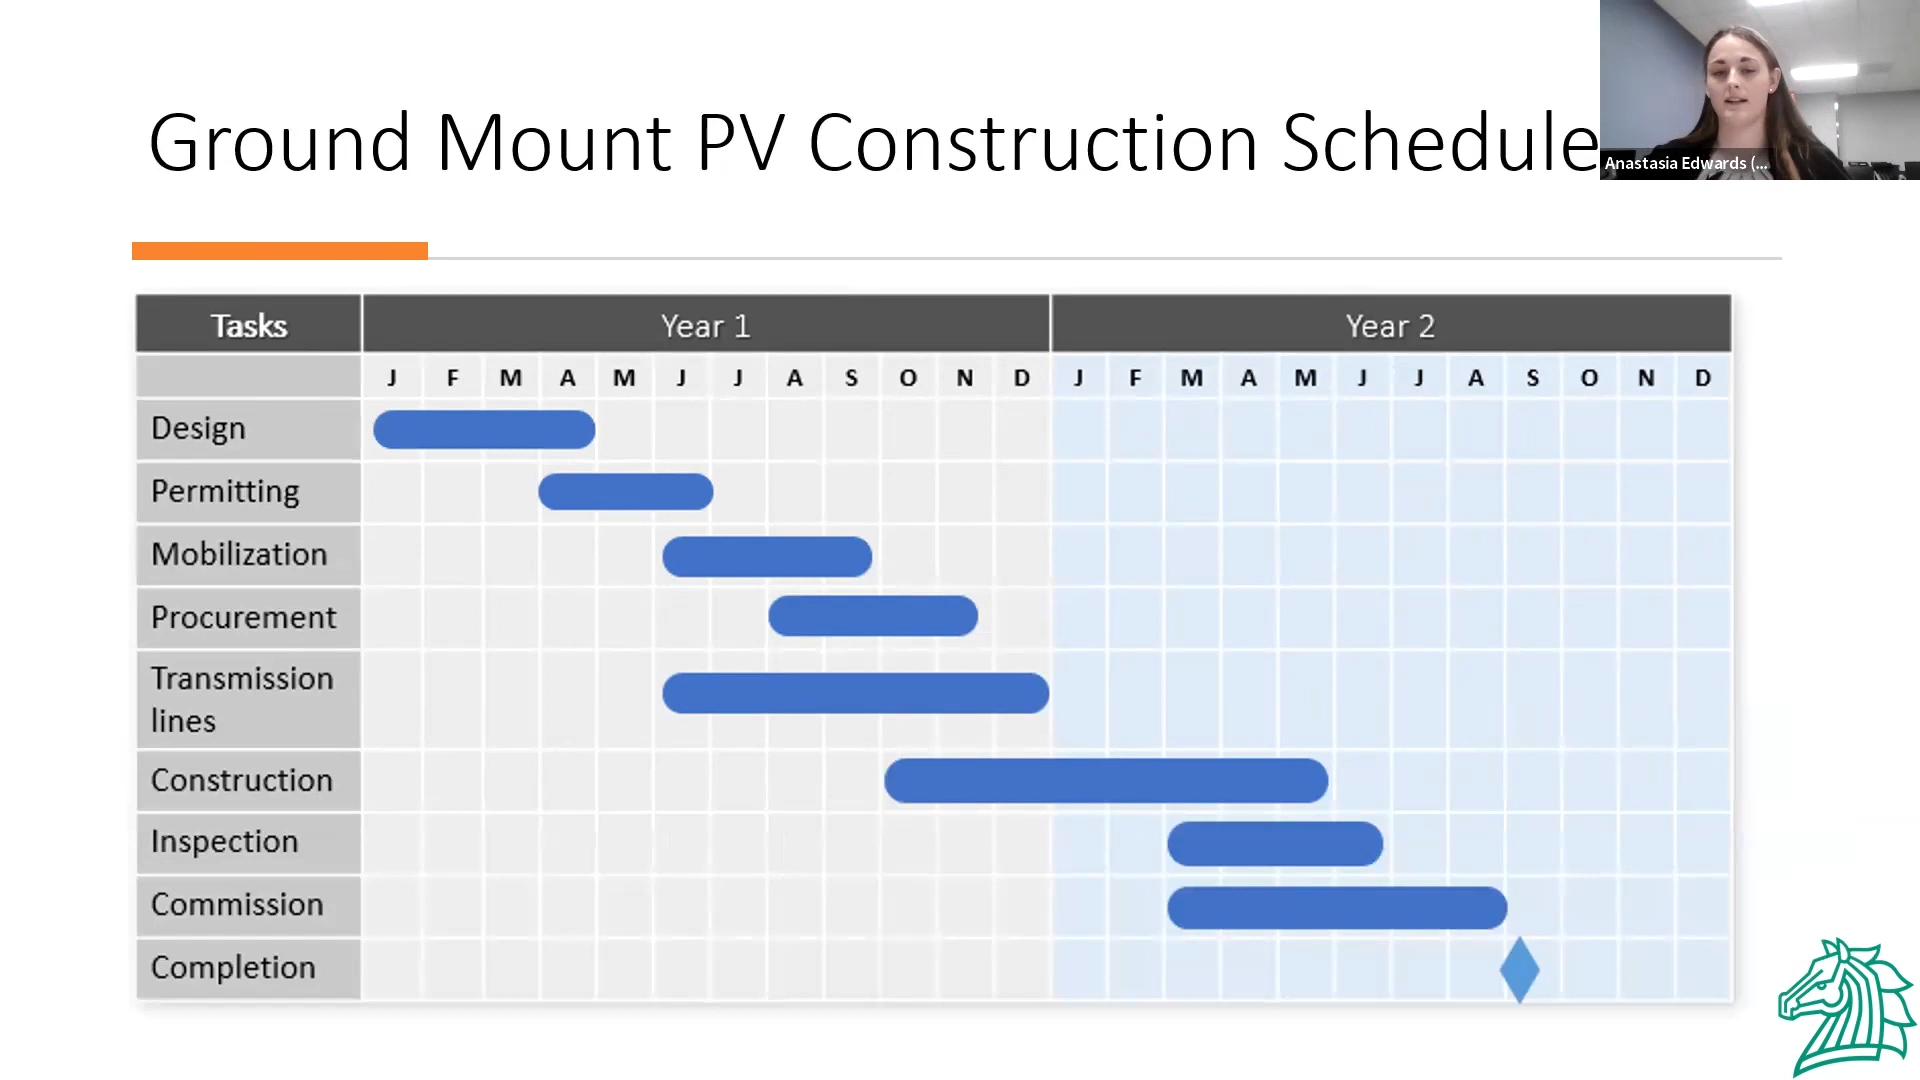 Ground Mount PV Construction Schedule
Anastasia Edwards (...
Tasks Year 1 Year 2
J F M A M J J A S O N D J F M A M J J A S O N D
Design
Permitting
Mobilization
Procurement
Transmission
lines
Construction
Inspection
Commission
Completion